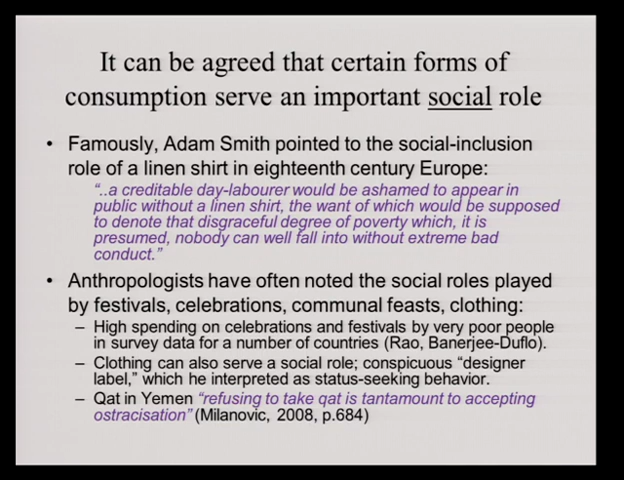 It can be agreed that certain forms of
consumption serve an important social role
• Famously, Adam Smith pointed to the social-inclusion
role of a linen shirt in eighteenth century Europe:
“..a creditable day-labourer would be ashamed to appear in
public without a linen shirt, the want of which would be supposed
to denote that disgraceful degree of poverty which, it is
presumed, nobody can well fall into without extreme bad
conduct.”
• Anthropologists have often noted the social roles played
by festivals, celebrations, communal feasts, clothing:
– High spending on celebrations and festivals by very poor people
in survey data for a number of countries (Rao, Banerjee-Duflo).
– Clothing can also serve a social role; conspicuous “designer
label,” which he interpreted as status-seeking behavior.
– Qat in Yemen “refusing to take qat is tantamount to accepting
ostracisation” (Milanovic, 2008, p.684)